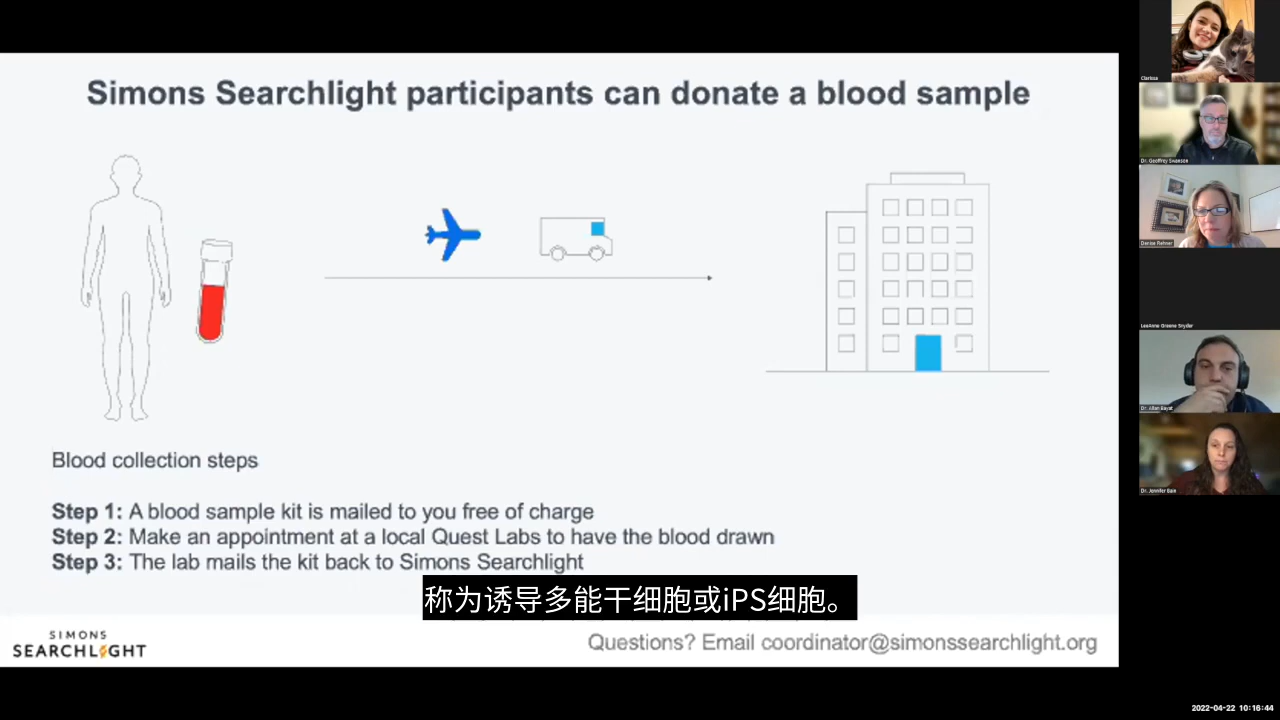 Simons Searchlight participants can donate a blood sample
Blood collection steps
Step 1: A blood sample kit is mailed to you free of charge
Step 2: Make an appointment at a local Quest Labs to have the blood drawn
Step 3: The lab mails the kit back to Simons Searchlight
称为诱导多能干细胞或iPS细胞。
SIMONS
SEARCHLIGHT
Questions? Email coordinator@simonssearchlight.org
Clarissa
Dr. Geoffrey Swanson
Denise Rehner
LeeAnne Greene Snyder
Dr. Allan Bayat
Dr. Jennifer Bain
2022-04-22 10:16:44